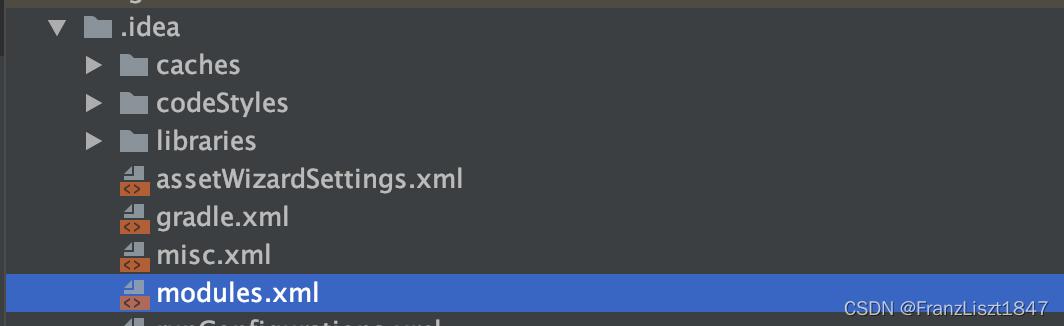 .idea
caches
codeStyles
libraries
assetWizardSettings.xml
gradle.xml
misc.xml
modules.xml
CSDN @FranzLiszt1847